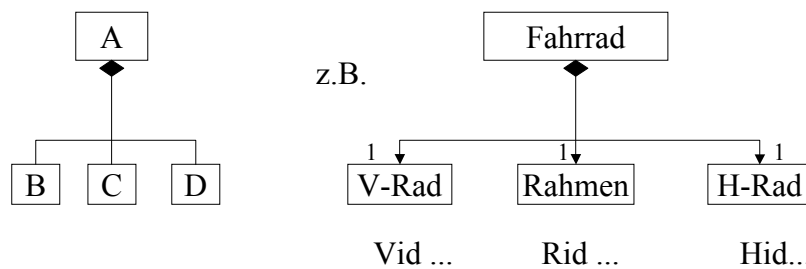 A
Fahrrad
z.B.
1 1 1
B C D V-Rad Rahmen H-Rad
Vid ... Rid ... Hid..